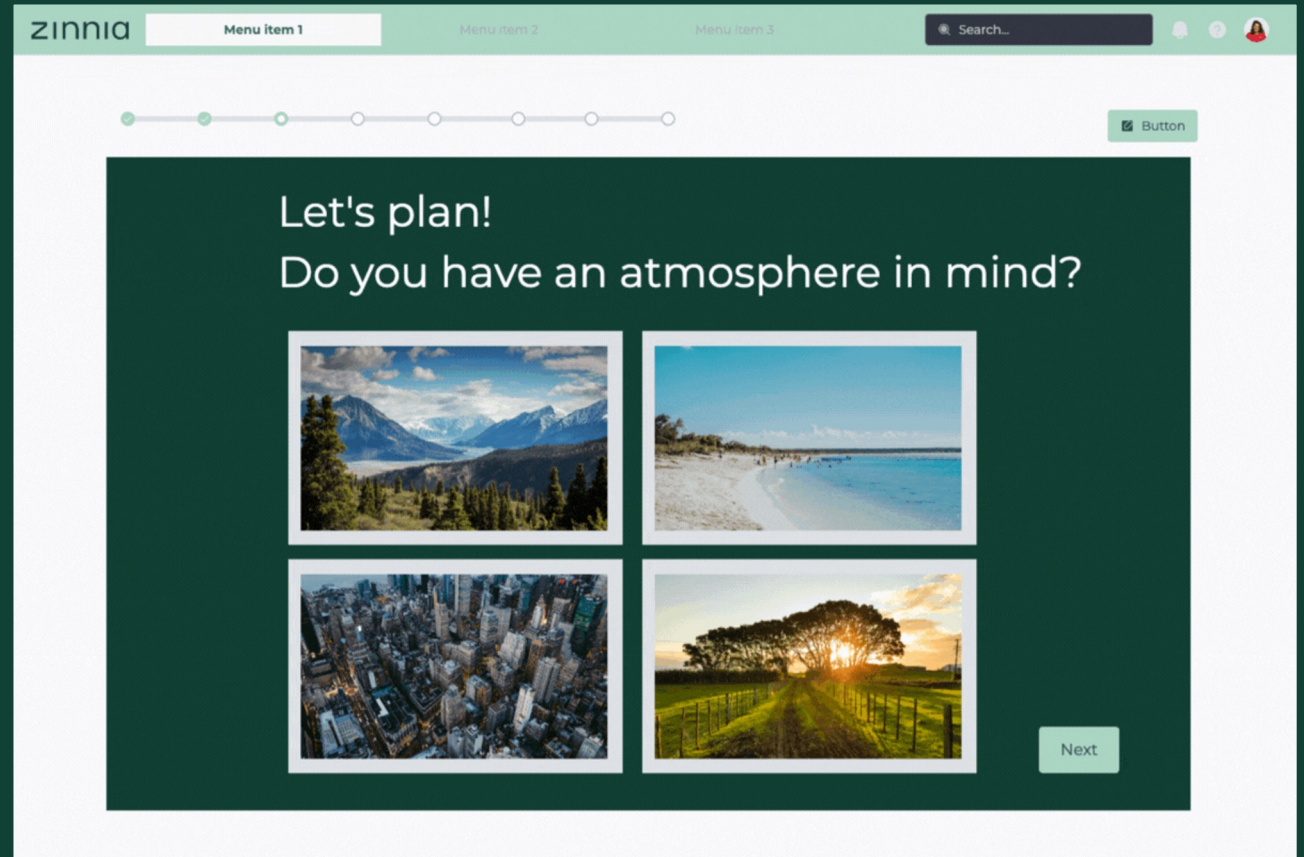 zinnia
Menu item 1
Menu item 2
Menu item 3
Search...
Button
Let's plan!
Do you have an atmosphere in mind?
Next